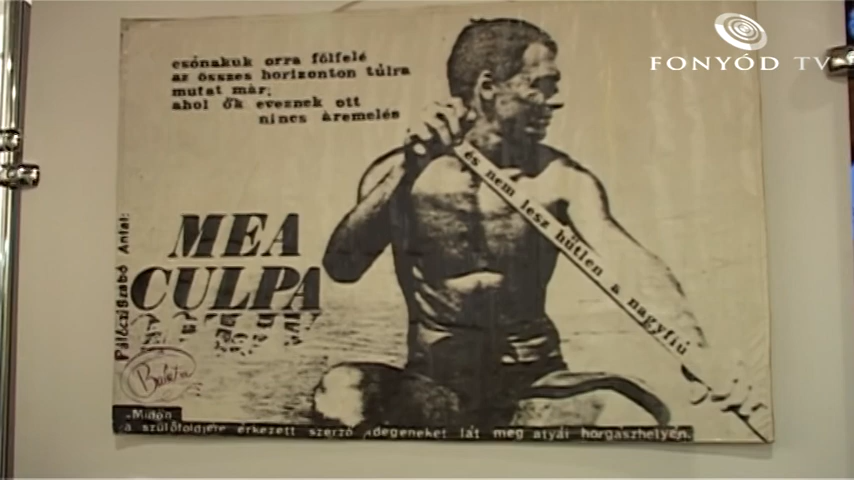 FONYÓD TV
csónakuk orra fölfelé
az összes horizonton túlra
mutat már;
ahol ők eveznek ott
nincs áremelés
és nem lesz hűtlen a nagyfiú
MEA
CULPA
Pálóczi Szabó Antal:
Balata
„Midőn
a szülőföldjére érkezett szerző idegeneket lát meg atyái horgászhelyén.